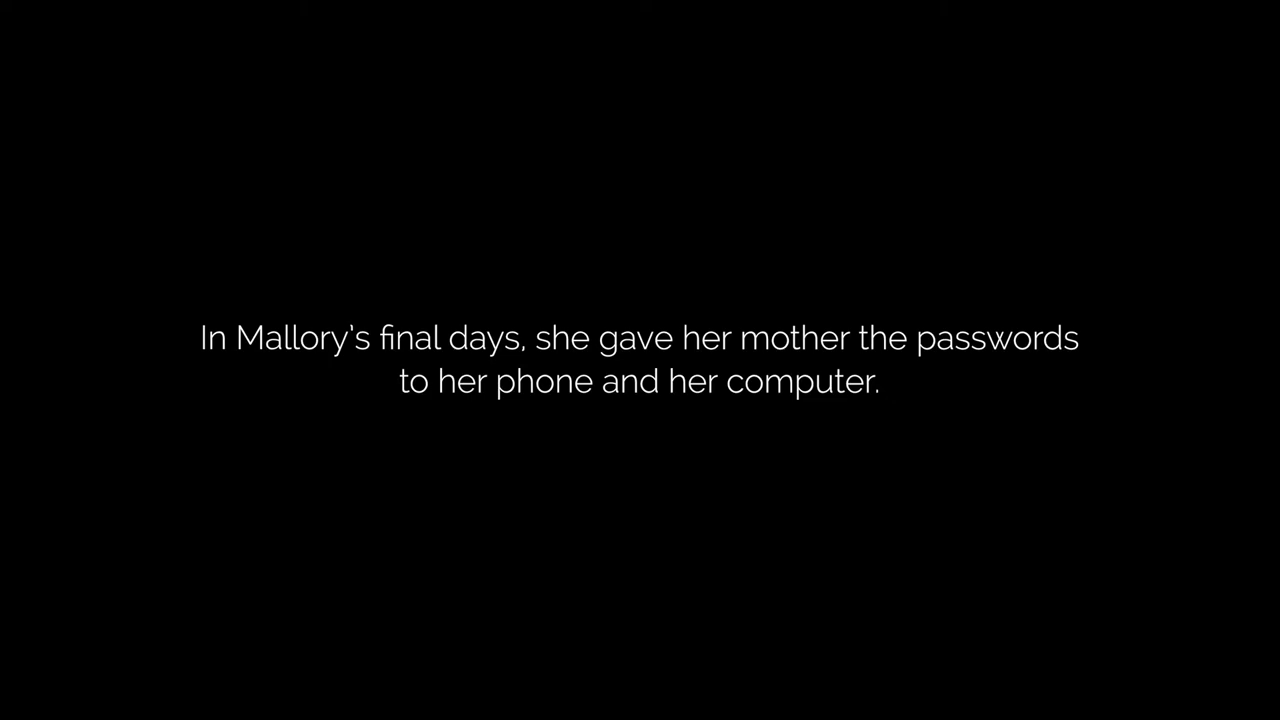 In Mallory's final days, she gave her mother the passwords
to her phone and her computer.